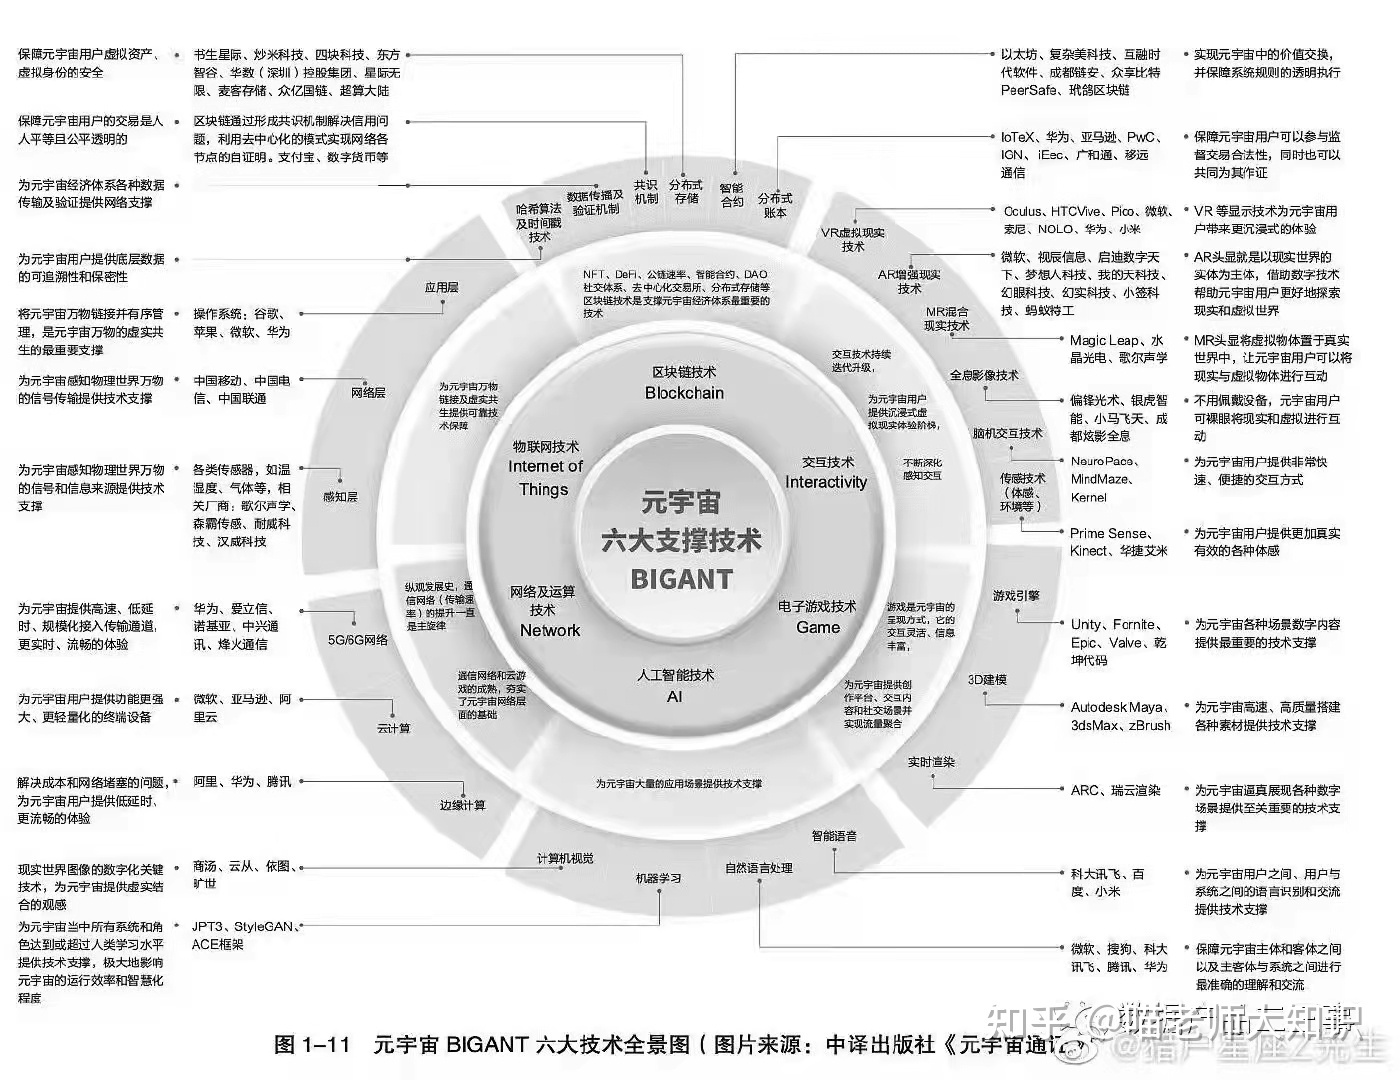 保障元宇宙用户虚拟资产、
虚拟身份的安全
书生星际、炒米科技、四块科技、东方
智谷、华数（深圳）控股集团、星际无
限、麦客存储、众亿国链、超算大陆
保障元宇宙用户的交易是人
人平等且公平透明的
区块链通过形成共识机制解决信用问
题，利用去中心化的模式实现网络各
节点的自证明。支付宝、数字货币等
为元宇宙经济体系各种数据
传输及验证提供网络支撑
为元宇宙用户提供底层数据
的可追溯性和保密性
将元宇宙万物链接并有序管
理，是元宇宙万物的虚实共
生的最重要支撑
操作系统：谷歌、
苹果、微软、华为
为元宇宙感知物理世界万物
的信号传输提供技术支撑
中国移动、中国电
信、中国联通
为元宇宙感知物理世界万物
的信号和信息来源提供技术
支撑
各类传感器，如温
湿度、气体等，相
关厂商：歌尔声学、
森霸传感、耐威科
技、汉威科技
为元宇宙提供高速、低延
时、规模化接入传输通道，
更实时、流畅的体验
华为、爱立信、
诺基亚、中兴通
讯、烽火通信
为元宇宙用户提供功能更强
大、更轻量化的终端设备
微软、亚马逊、阿
里云
解决成本和网络堵塞的问题，
为元宇宙用户提供低延时、
更流畅的体验
阿里、华为、腾讯
现实世界图像的数字化关键
技术，为元宇宙提供虚实结
合的观感
商汤、云从、依图、
旷世
为元宇宙当中所有系统和角
色达到或超过人类学习水平
提供技术支撑，极大地影响
元宇宙的运行效率和智慧化
程度
JPT3、StyleGAN、
ACE框架
哈希算法
及时间戳
技术
数据传播及
验证机制
共识
机制
分布式
存储
智能
合约
分布式
账本
VR虚拟现实
技术
AR增强现实
技术
MR混合
现实技术
全息影像技术
脑机交互技术
传感技术
（体感、
环境等）
游戏引擎
3D建模
实时渲染
智能语音
自然语言处理
机器学习
计算机视觉
边缘计算
云计算
5G/6G网络
感知层
网络层
应用层
NFT、DeFi、公链速率、智能合约、DAO
社交体系、去中心化交易所、分布式存储等
区块链技术是支撑元宇宙经济体系最重要的
技术
交互技术持续
迭代升级，
为元宇宙用户
提供沉浸式虚
拟现实体验阶梯，
不断深化
感知交互
游戏是元宇宙的
呈现方式，它的
交互灵活、信息
丰富，
为元宇宙提供创
作平台、交互内
容和社交场景并
实现流量聚合
为元宇宙大量的应用场景提供技术支撑
通信网络和云游
戏的成熟，夯实
了元宇宙网络层
面的基础
纵观发展史，通
信网络（传输速
率）的提升一直
是主旋律
为元宇宙万物
链接及虚实共
生提供可靠技
术保障
区块链技术
Blockchain
物联网技术
Internet of
Things
交互技术
Interactivity
网络及运算
技术
Network
电子游戏技术
Game
人工智能技术
AI
元宇宙
六大支撑技术
BIGANT
以太坊、复杂美科技、互融时
代软件、成都链安、众享比特
PeerSafe、玳鸽区块链
实现元宇宙中的价值交换，
并保障系统规则的透明执行
IoTeX、华为、亚马逊、PwC、
IGN、iEec、广和通、移远
通信
保障元宇宙用户可以参与监
督交易合法性，同时也可以
共同为其作证
Oculus、HTCVive、Pico、微软、
索尼、NOLO、华为、小米
VR 等显示技术为元宇宙用
户带来更沉浸式的体验
微软、视辰信息、启迪数字天
下、梦想人科技、我的天科技、
幻眼科技、幻实科技、小签科
技、蚂蚁特工
AR头显就是以现实世界的
实体为主体，借助数字技术
帮助元宇宙用户更好地探索
现实和虚拟世界
Magic Leap、水
晶光电、歌尔声学
MR头显将虚拟物体置于真实
世界中，让元宇宙用户可以将
现实与虚拟物体进行互动
偏锋光术、银虎智
能、小马飞天、成
都炫影全息
不用佩戴设备，元宇宙用户
可裸眼将现实和虚拟进行互
动
NeuroPace、
MindMaze、
Kernel
为元宇宙用户提供非常快
速、便捷的交互方式
Prime Sense、
Kinect、华捷艾米
为元宇宙用户提供更加真实
有效的各种体感
Unity、Fornite、
Epic、Valve、乾
坤代码
为元宇宙各种场景数字内容
提供最重要的技术支撑
Autodesk Maya、
3dsMax、zBrush
为元宇宙高速、高质量搭建
各种素材提供技术支撑
ARC、瑞云渲染
为元宇宙逼真展现各种数字
场景提供至关重要的技术支
撑
科大讯飞、百
度、小米
为元宇宙用户之间、用户与
系统之间的语言识别和交流
提供技术支撑
微软、搜狗、科大
讯飞、腾讯、华为
保障元宇宙主体和客体之间
以及主客体与系统之间进行
最准确的理解和交流
图 1-11 元宇宙 BIGANT 六大技术全景图（图片来源：中译出版社《元宇宙通证》
知乎
@猎户星座Z先生